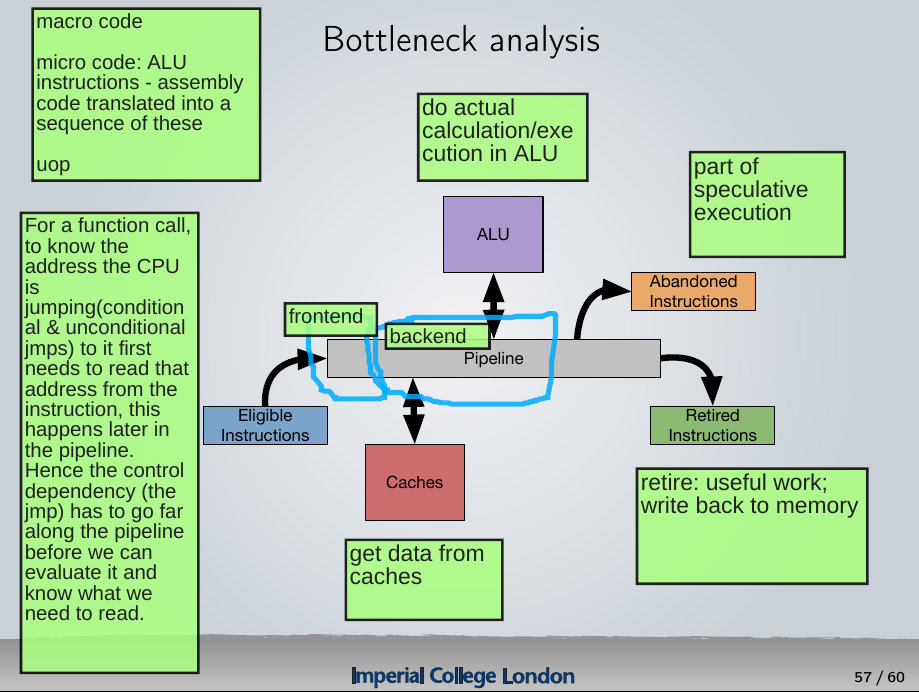 macro code
micro code: ALU
instructions - assembly
code translated into a
sequence of these
uop
Bottleneck analysis
do actual
calculation/exe
cution in ALU
part of
speculative
execution
For a function call,
to know the
address the CPU
is
jumping(condition
al & unconditional
jmps) to it first
needs to read that
address from the
instruction, this
happens later in
the pipeline.
Hence the control
dependency (the
jmp) has to go far
along the pipeline
before we can
evaluate it and
know what we
need to read.
ALU
Abandoned
Instructions
frontend
backend
Pipeline
Eligible
Instructions
Retired
Instructions
Caches
retire: useful work;
write back to memory
get data from
caches
Imperial College London
57 / 60